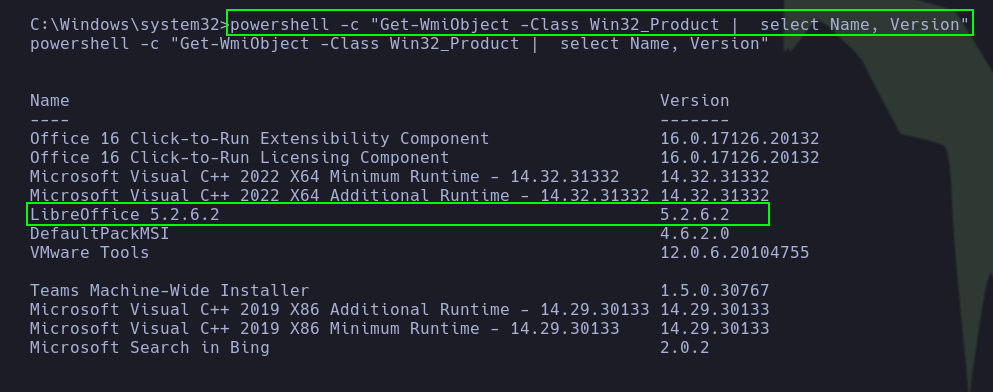 C:\Windows\system32>powershell -c "Get-WmiObject -Class Win32_Product |  select Name, Version"
powershell -c "Get-WmiObject -Class Win32_Product |  select Name, Version"
Name                                                           Version
----                                                           -------
Office 16 Click-to-Run Extensibility Component                 16.0.17126.20132
Office 16 Click-to-Run Licensing Component                     16.0.17126.20132
Microsoft Visual C++ 2022 X64 Minimum Runtime - 14.32.31332    14.32.31332
Microsoft Visual C++ 2022 X64 Additional Runtime - 14.32.31332 14.32.31332
LibreOffice 5.2.6.2                                            5.2.6.2
DefaultPackMSI                                                 4.6.2.0
VMware Tools                                                   12.0.6.20104755
Teams Machine-Wide Installer                                   1.5.0.30767
Microsoft Visual C++ 2019 X86 Additional Runtime - 14.29.30133 14.29.30133
Microsoft Visual C++ 2019 X86 Minimum Runtime - 14.29.30133    14.29.30133
Microsoft Search in Bing                                       2.0.2